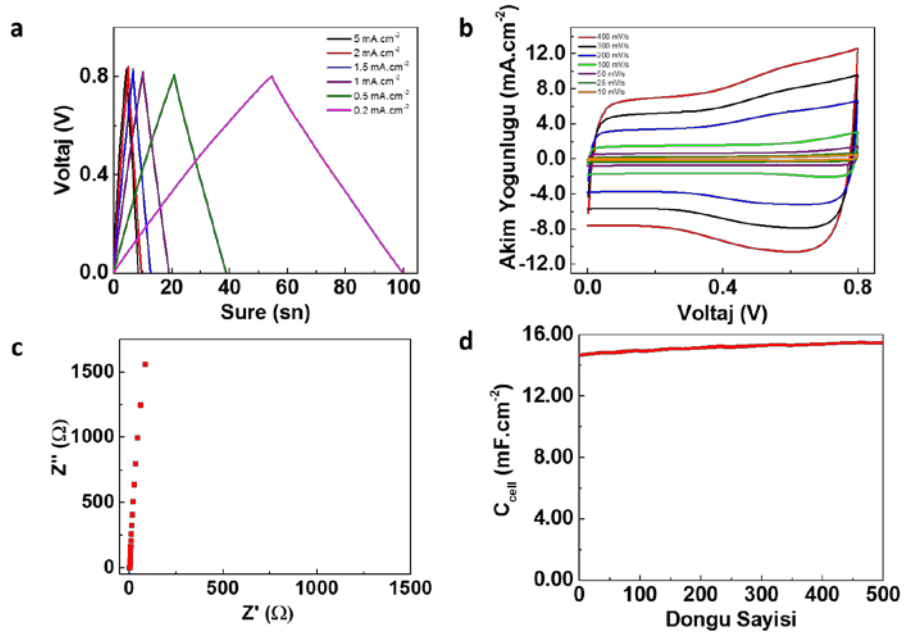 a
Voltaj (V)
0.8
0.4
0.0
5 mA.cm⁻²
2 mA.cm⁻²
1.5 mA.cm⁻²
1 mA.cm⁻²
0.5 mA.cm⁻²
0.2 mA.cm⁻²
0 20 40 60 80 100
Sure (sn)
b
Akim Yogunlugu (mA.cm⁻²)
12.0
8.0
4.0
0.0
-4.0
-8.0
-12.0
400 mV/s
300 mV/s
200 mV/s
100 mV/s
50 mV/s
25 mV/s
10 mV/s
0.0 0.4 0.8
Voltaj (V)
c
Z'' (Ω)
1500
1000
500
0
0 500 1000 1500
Z' (Ω)
d
C_cell (mF.cm⁻²)
16.00
14.00
16.00
14.00
2.00
0.00
0 100 200 300 400 500
Dongu Sayisi